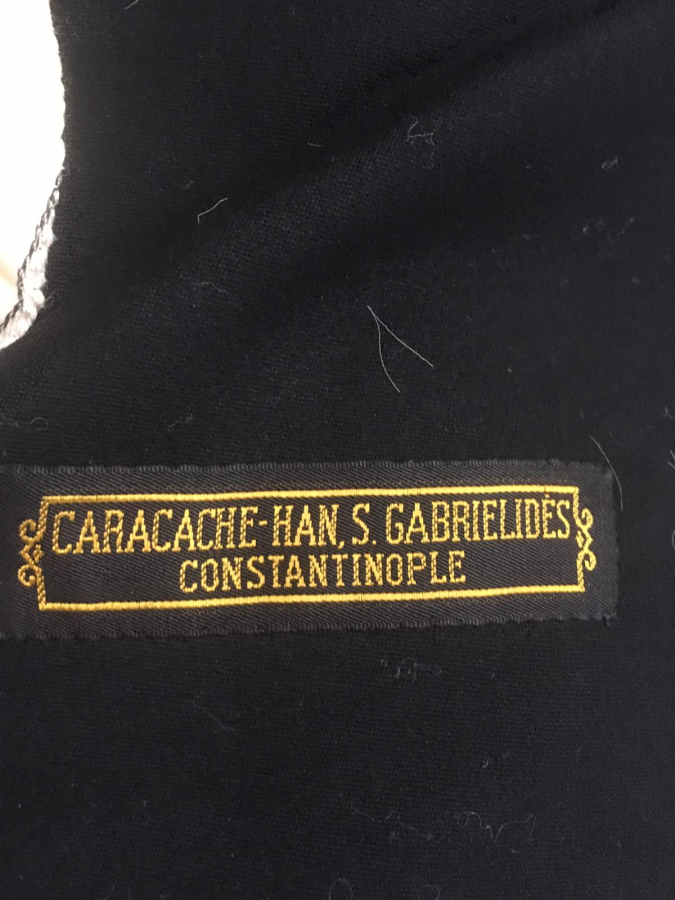 CARACACHE-HAN, S. GABRIELIDÈS
CONSTANTINOPLE